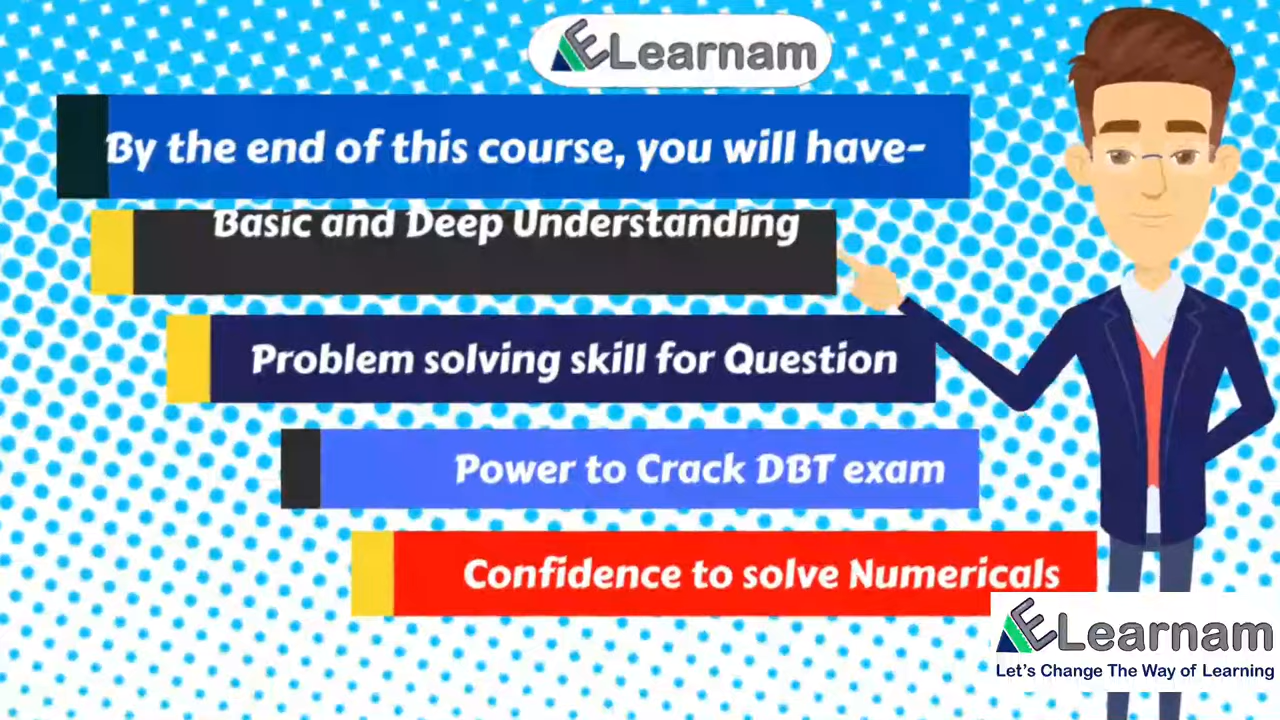 ELearnam
By the end of this course, you will have-
Basic and Deep Understanding
Problem solving skill for Question
Power to Crack DBT exam
Confidence to solve Numericals
ELearnam
Let's Change The Way of Learning